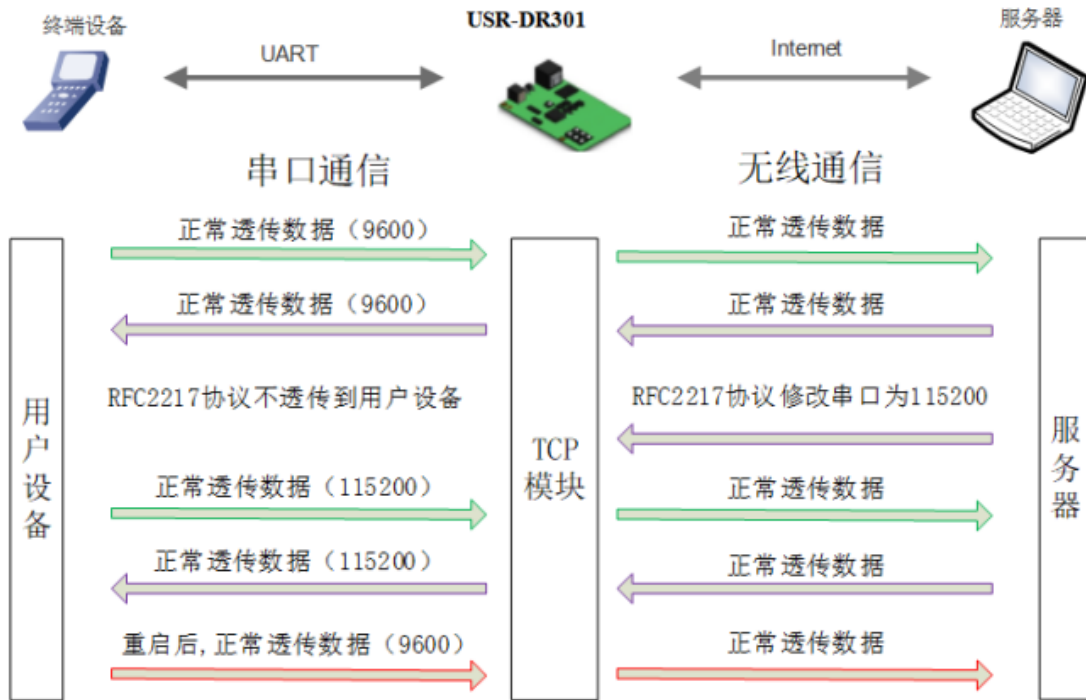 终端设备
USR-DR301
服务器
UART
Internet
串口通信
无线通信
正常透传数据（9600）
正常透传数据
正常透传数据（9600）
正常透传数据
RFC2217协议不透传到用户设备
RFC2217协议修改串口为115200
用户设备
TCP
模块
服务器
正常透传数据（115200）
正常透传数据
正常透传数据（115200）
正常透传数据
重启后,正常透传数据（9600）
正常透传数据